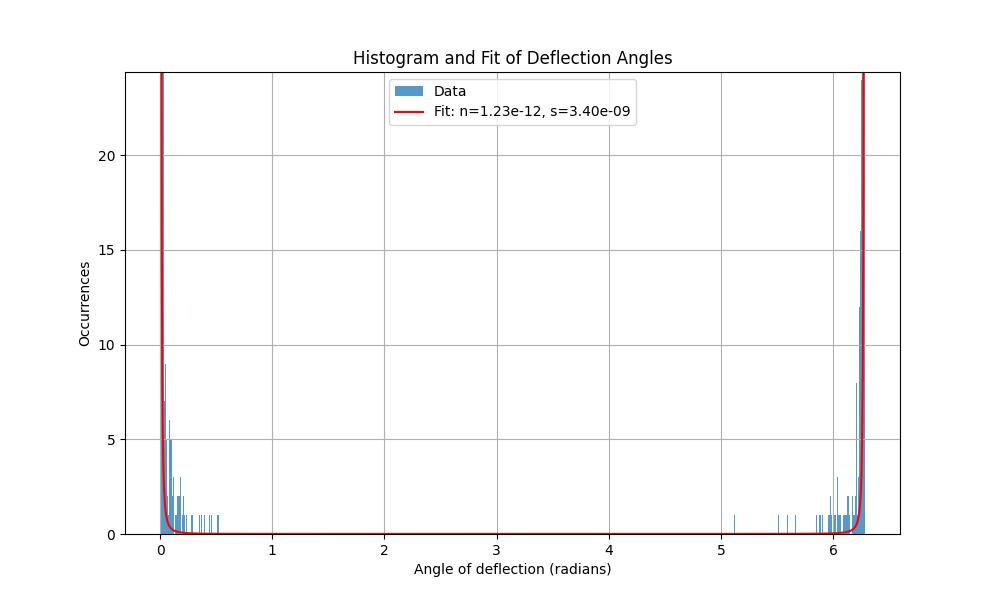 Histogram and Fit of Deflection Angles
Data
Fit: n=1.23e-12, s=3.40e-09
Occurrences
20
15
10
5
0
0 1 2 3 4 5 6
Angle of deflection (radians)